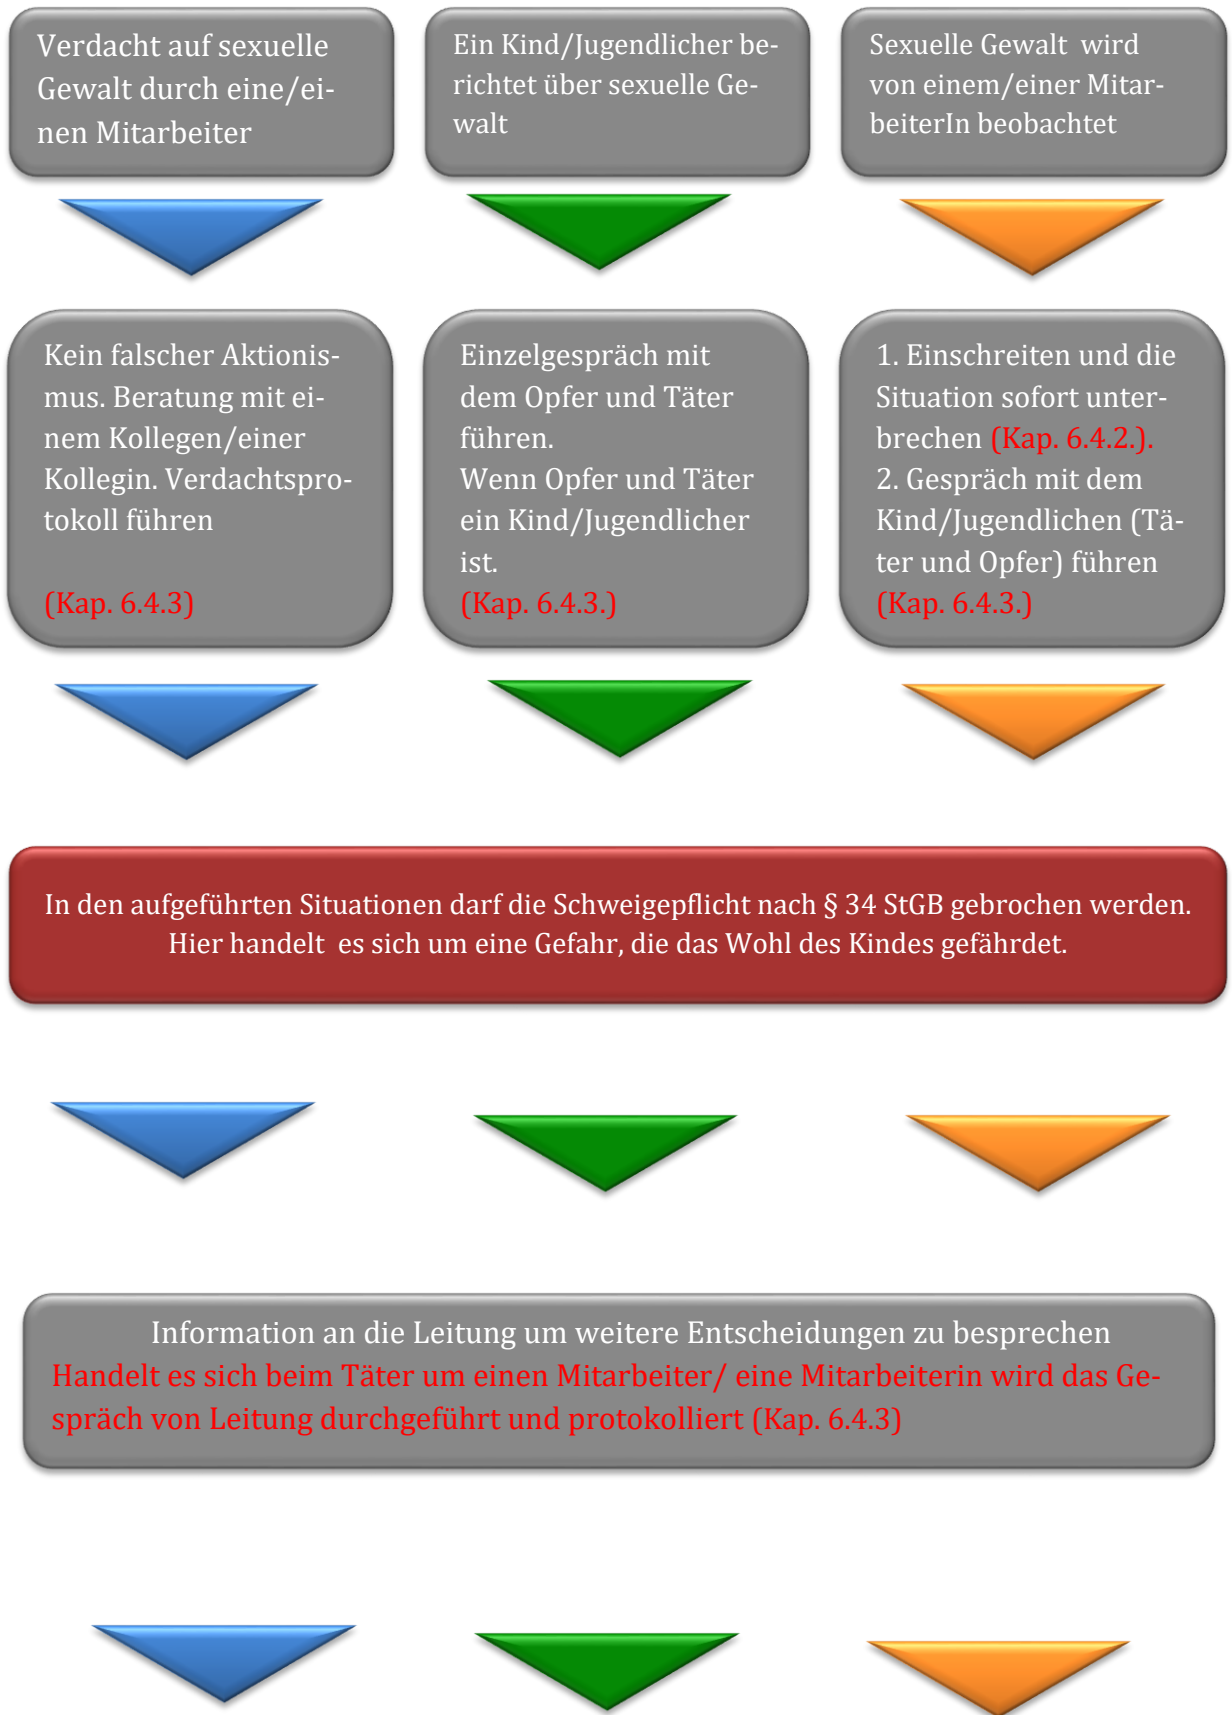 Verdacht auf sexuelle
Gewalt durch eine/ei-
nen Mitarbeiter
Ein Kind/Jugendlicher be-
richtet über sexuelle Ge-
walt
Sexuelle Gewalt  wird
von einem/einer Mitar-
beiterIn beobachtet
Kein falscher Aktionis-
mus. Beratung mit ei-
nem Kollegen/einer
Kollegin. Verdachtspro-
tokoll führen
(Kap. 6.4.3)
Einzelgespräch mit
dem Opfer und Täter
führen.
Wenn Opfer und Täter
ein Kind/Jugendlicher
ist.
(Kap. 6.4.3.)
1. Einschreiten und die
Situation sofort unter-
brechen (Kap. 6.4.2.).
2. Gespräch mit dem
Kind/Jugendlichen (Tä-
ter und Opfer) führen
(Kap. 6.4.3.)
In den aufgeführten Situationen darf die Schweigepflicht nach § 34 StGB gebrochen werden.
Hier handelt  es sich um eine Gefahr, die das Wohl des Kindes gefährdet.
Information an die Leitung um weitere Entscheidungen zu besprechen
Handelt es sich beim Täter um einen Mitarbeiter/ eine Mitarbeiterin wird das Ge-
spräch von Leitung durchgeführt und protokolliert (Kap. 6.4.3)